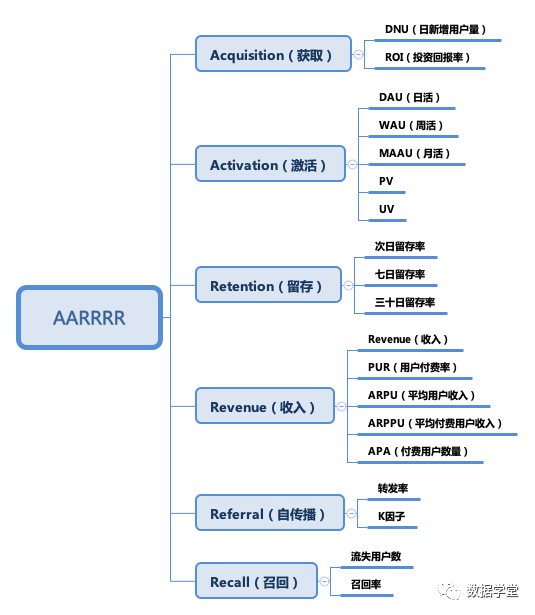 AARRRR
Acquisition（获取）
DNU（日新增用户量）
ROI（投资回报率）
Activation（激活）
DAU（日活）
WAU（周活）
MAAU（月活）
PV
UV
Retention（留存）
次日留存率
七日留存率
三十日留存率
Revenue（收入）
Revenue（收入）
PUR（用户付费率）
ARPU（平均用户收入）
ARPPU（平均付费用户收入）
APA（付费用户数量）
Referral（自传播）
转发率
K因子
Recall（召回）
流失用户数
召回率
数据学堂